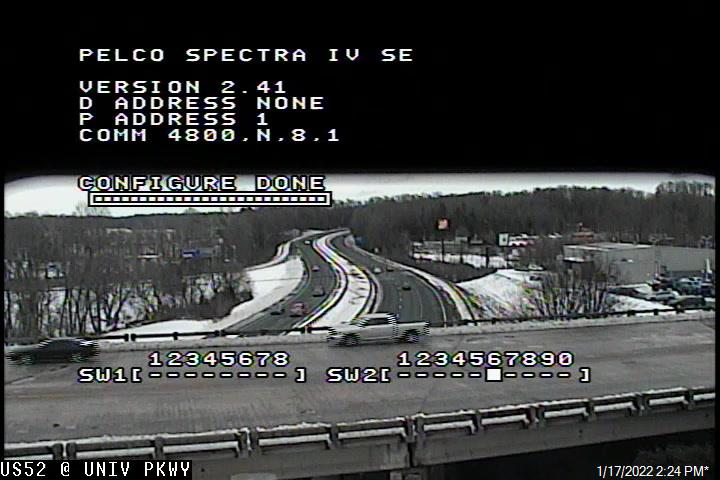 PELCO SPECTRA IV SE
VERSION 2.41
D ADDRESS NONE
P ADDRESS 1
COMM 4800,N,8,1
CONFIGURE DONE
12345678 1234567890
SW1[--------] SW2[-----■----]
US52 @ UNIV PKWY
1/17/2022 2:24 PM*